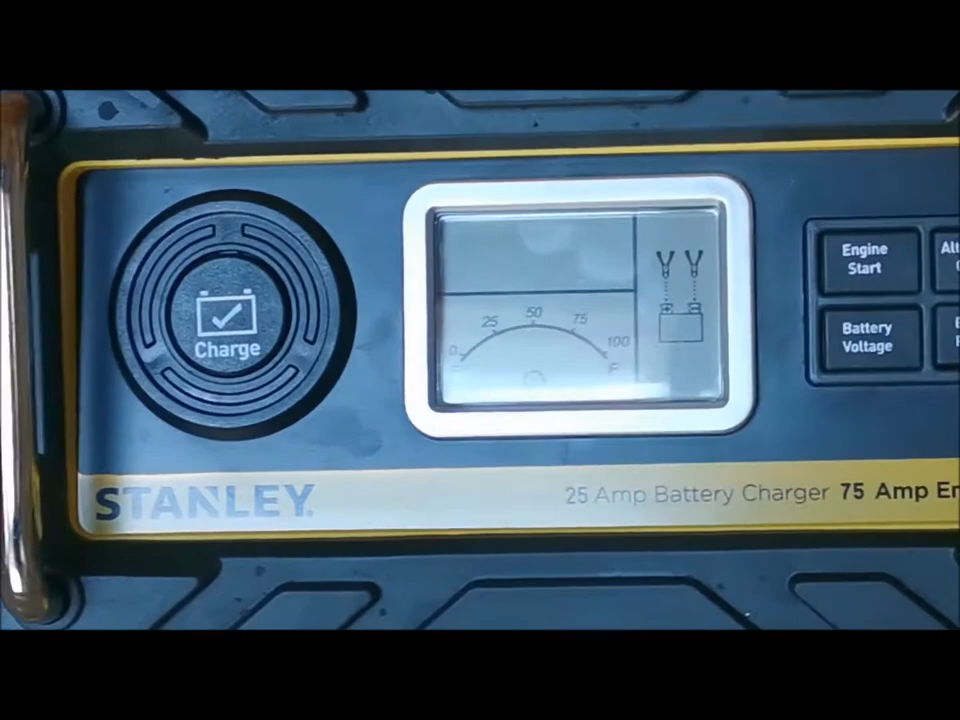 Charge
0
25
50
75
100
E
F
Engine
Start
Battery
Voltage
STANLEY
25 Amp Battery Charger 75 Amp